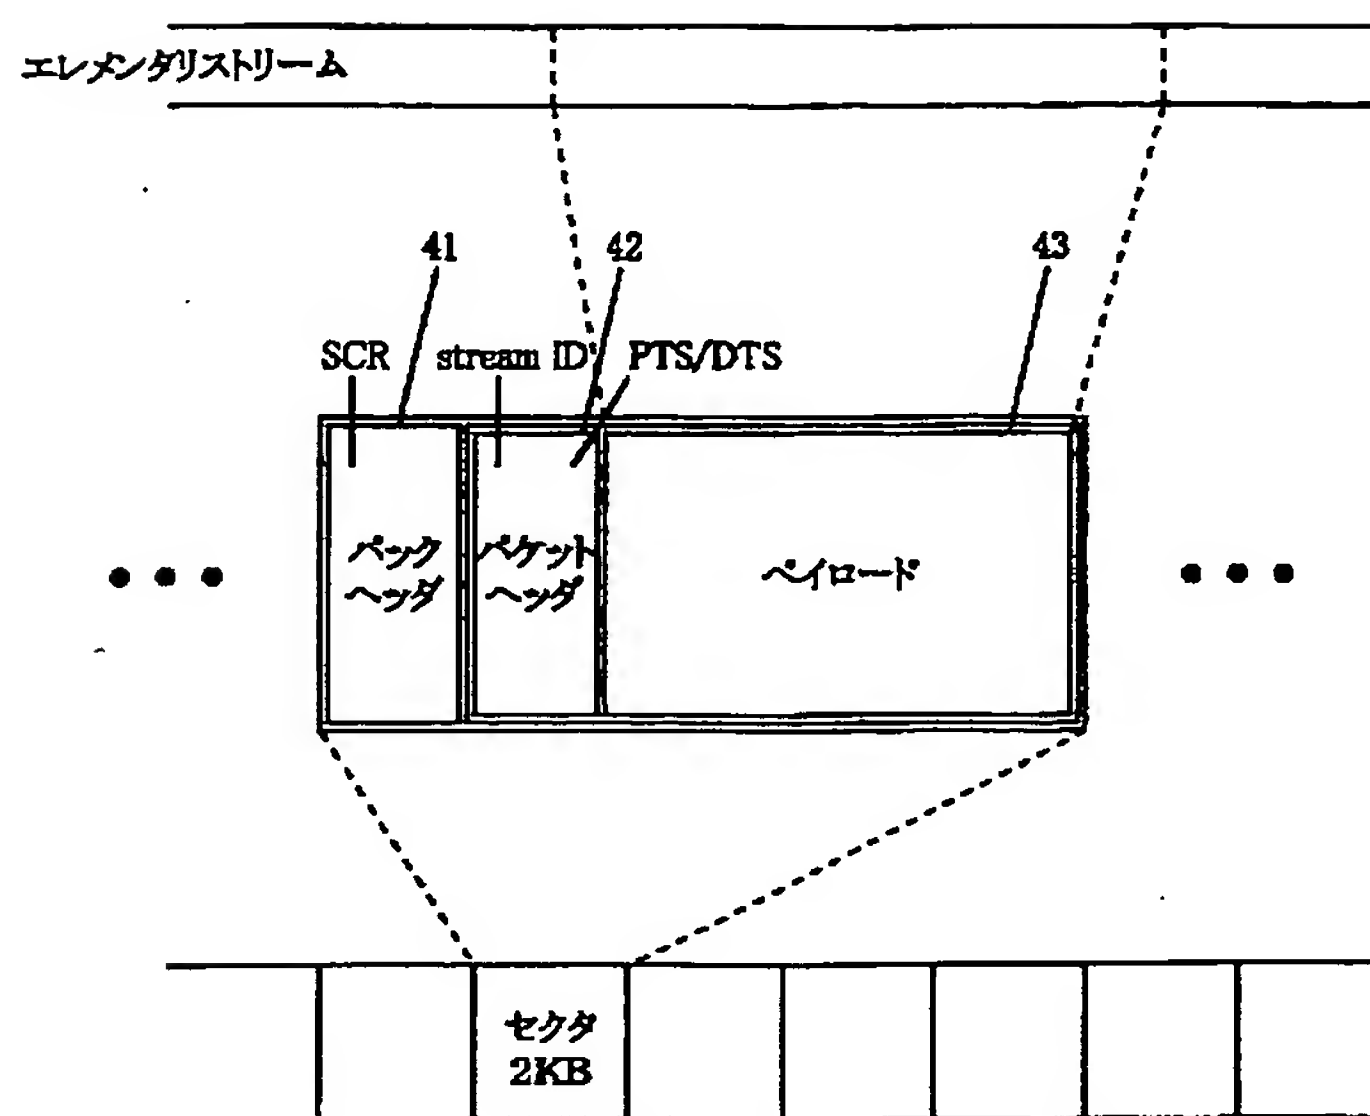 エレメンタリストリーム
41
42
43
SCR
stream ID
PTS/DTS
パック
ヘッダ
パケット
ヘッダ
ペイロード
セクタ
2KB